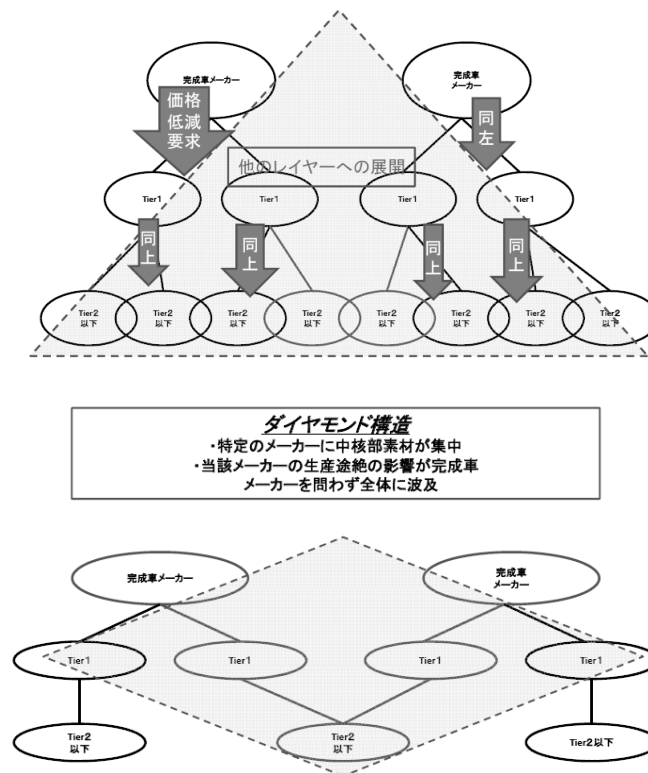 完成車メーカー
完成車
メーカー
価格
低減
要求
同
左
他のレイヤーへの展開
Tier1
Tier1
Tier1
Tier1
同
上
同
上
同
上
同
上
Tier2
以下
Tier2
以下
Tier2
以下
Tier2
以下
Tier2
以下
Tier2
以下
Tier2
以下
Tier2
以下
ダイヤモンド構造
・特定のメーカーに中核部素材が集中
・当該メーカーの生産途絶の影響が完成車
メーカーを問わず全体に波及
完成車メーカー
完成車
メーカー
Tier1
Tier1
Tier1
Tier1
Tier2
以下
Tier2
以下
Tier2以下